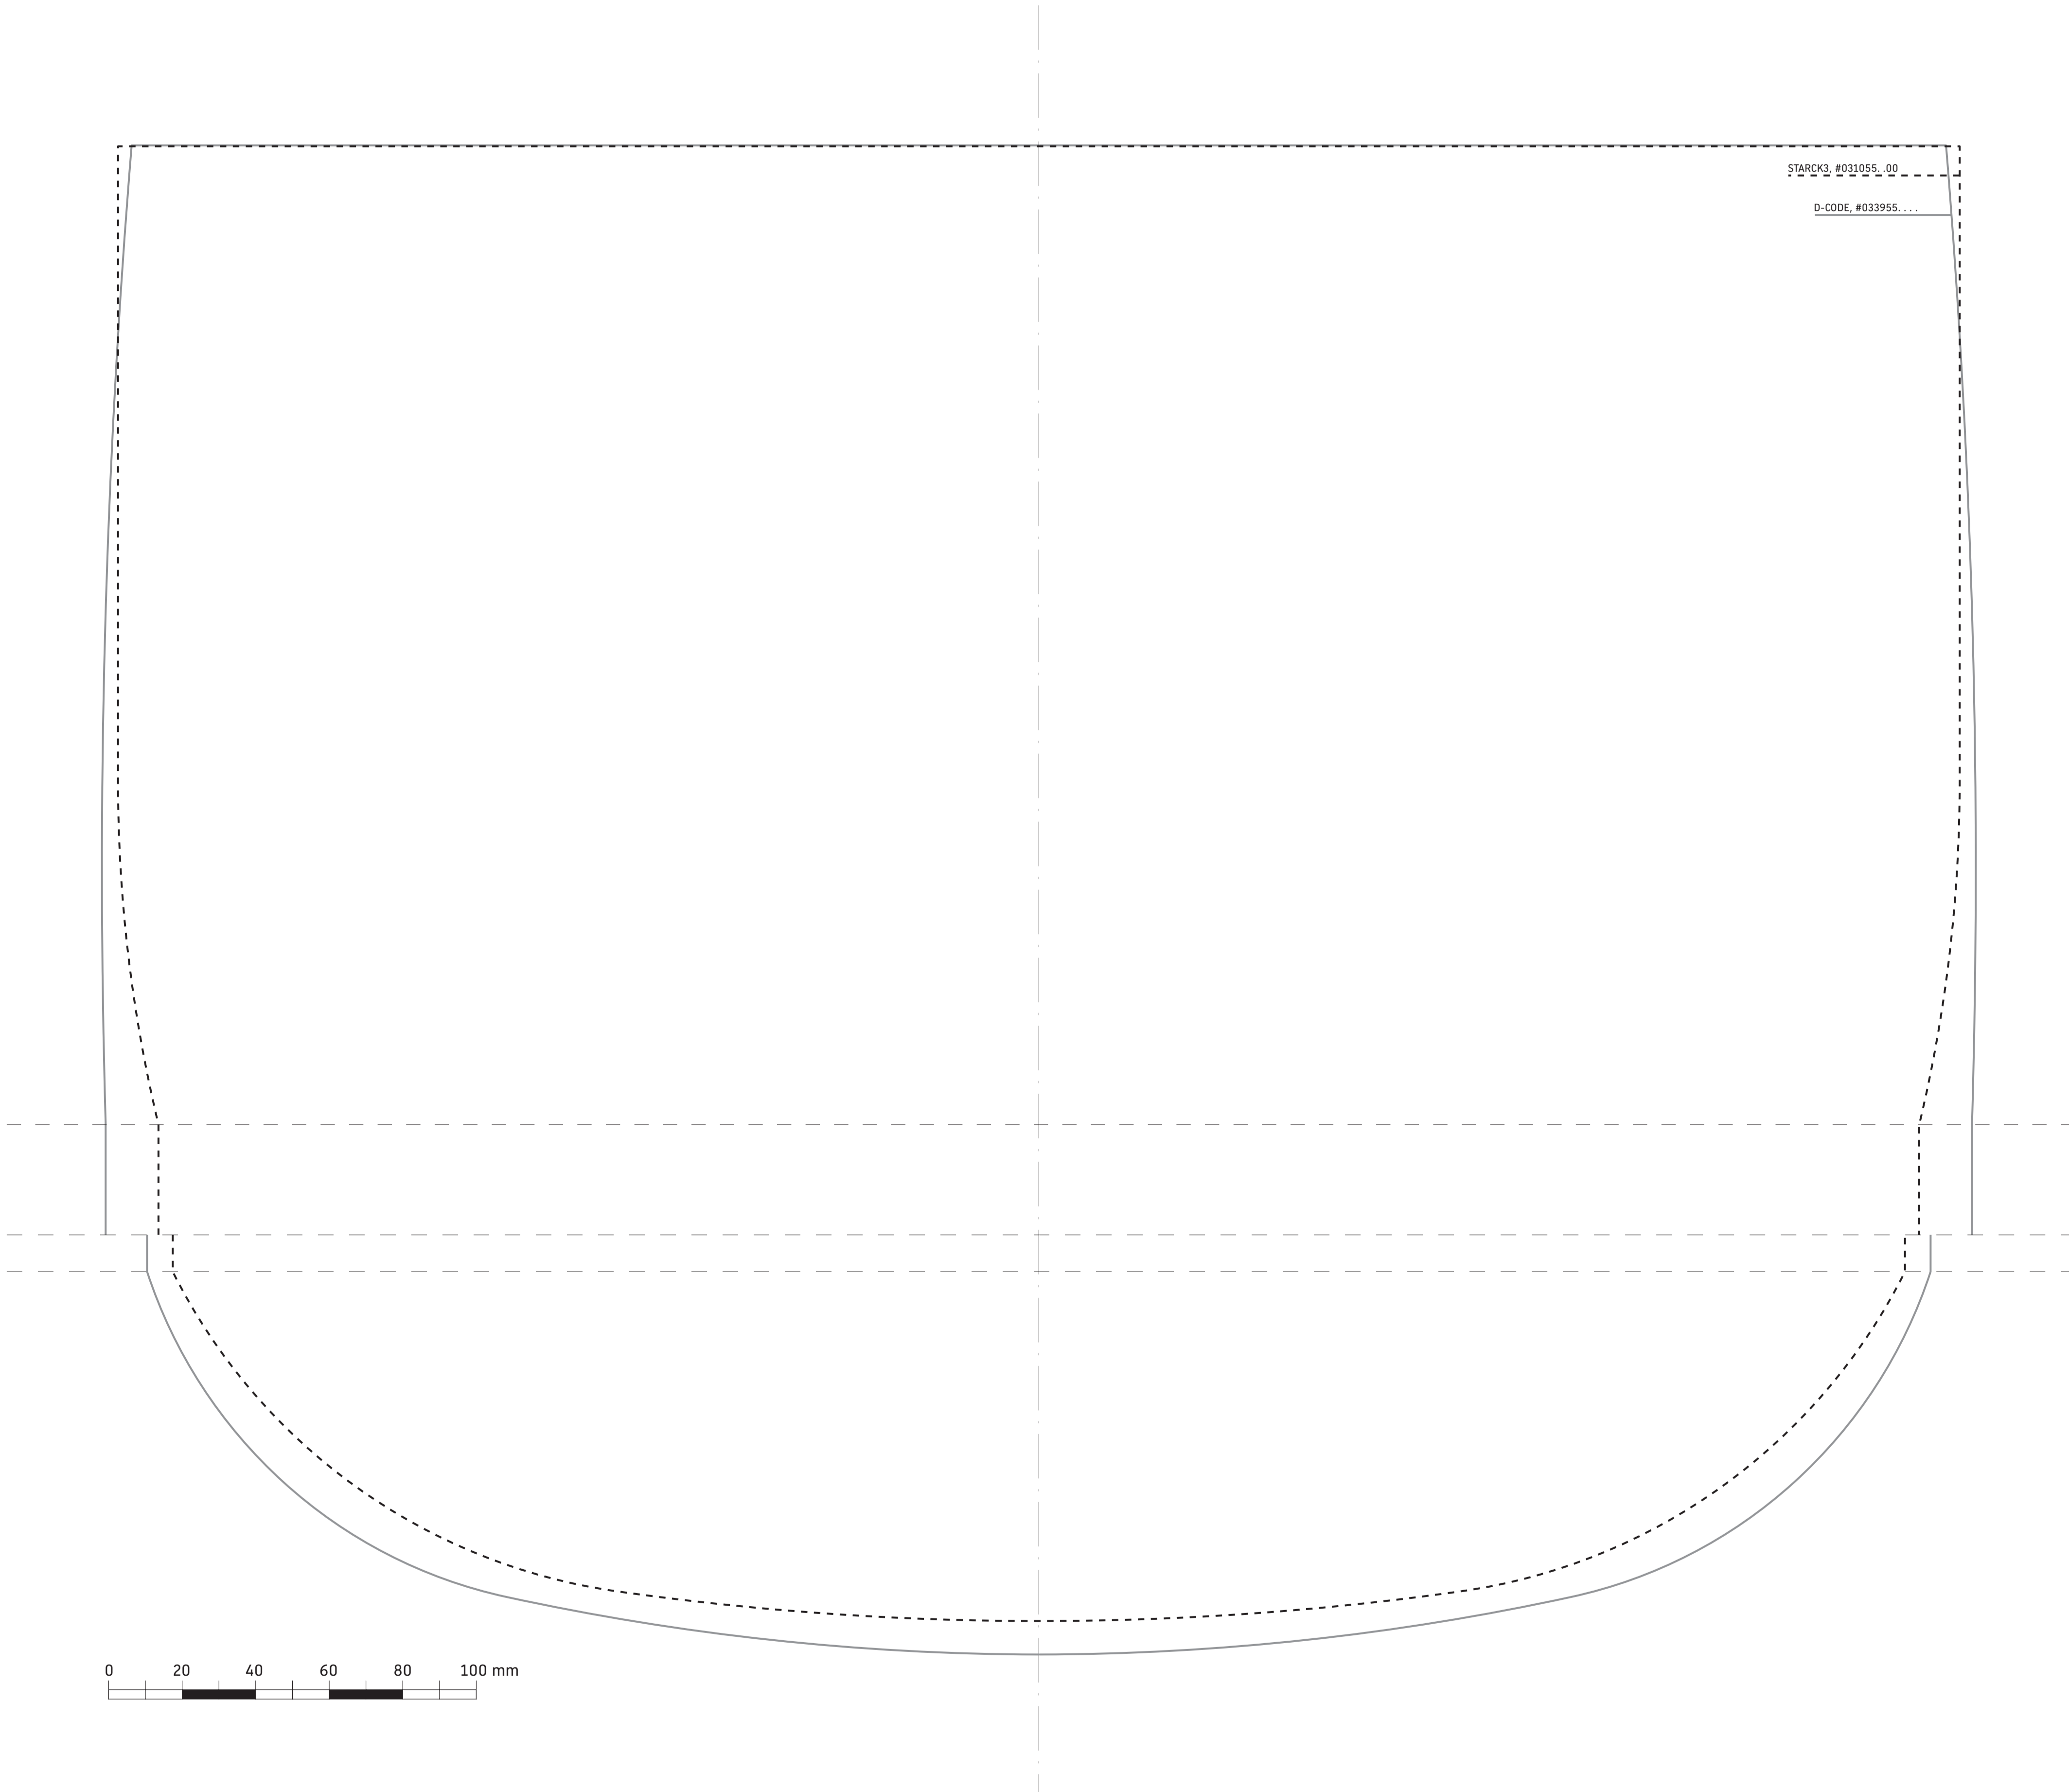 STARCK3, #031055. .00
D-CODE, #033955. . . .
0 20 40 60 80 100 mm